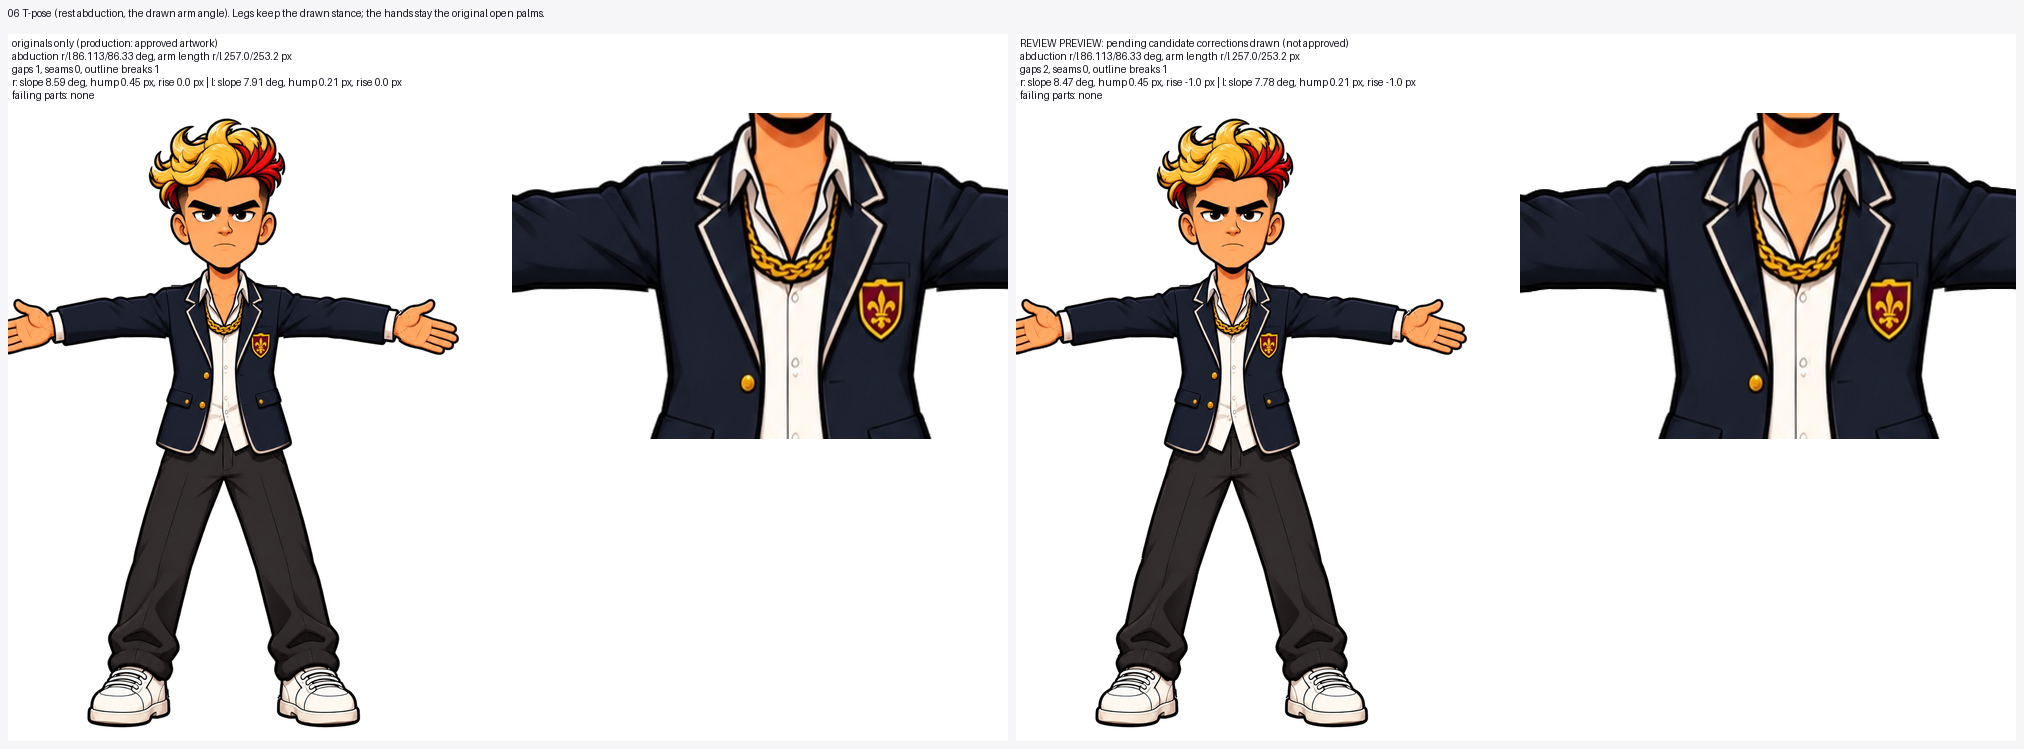 06 T-pose (rest abduction, the drawn arm angle). Legs keep the drawn stance; the hands stay the original open palms.
originals only (production: approved artwork)
abduction r/l 86.113/86.33 deg, arm length r/l 257.0/253.2 px
gaps 1, seams 0, outline breaks 1
r: slope 8.59 deg, hump 0.45 px, rise 0.0 px | l: slope 7.91 deg, hump 0.21 px, rise 0.0 px
failing parts: none
REVIEW PREVIEW: pending candidate corrections drawn (not approved)
abduction r/l 86.113/86.33 deg, arm length r/l 257.0/253.2 px
gaps 2, seams 0, outline breaks 1
r: slope 8.47 deg, hump 0.45 px, rise -1.0 px | l: slope 7.78 deg, hump 0.21 px, rise -1.0 px
failing parts: none